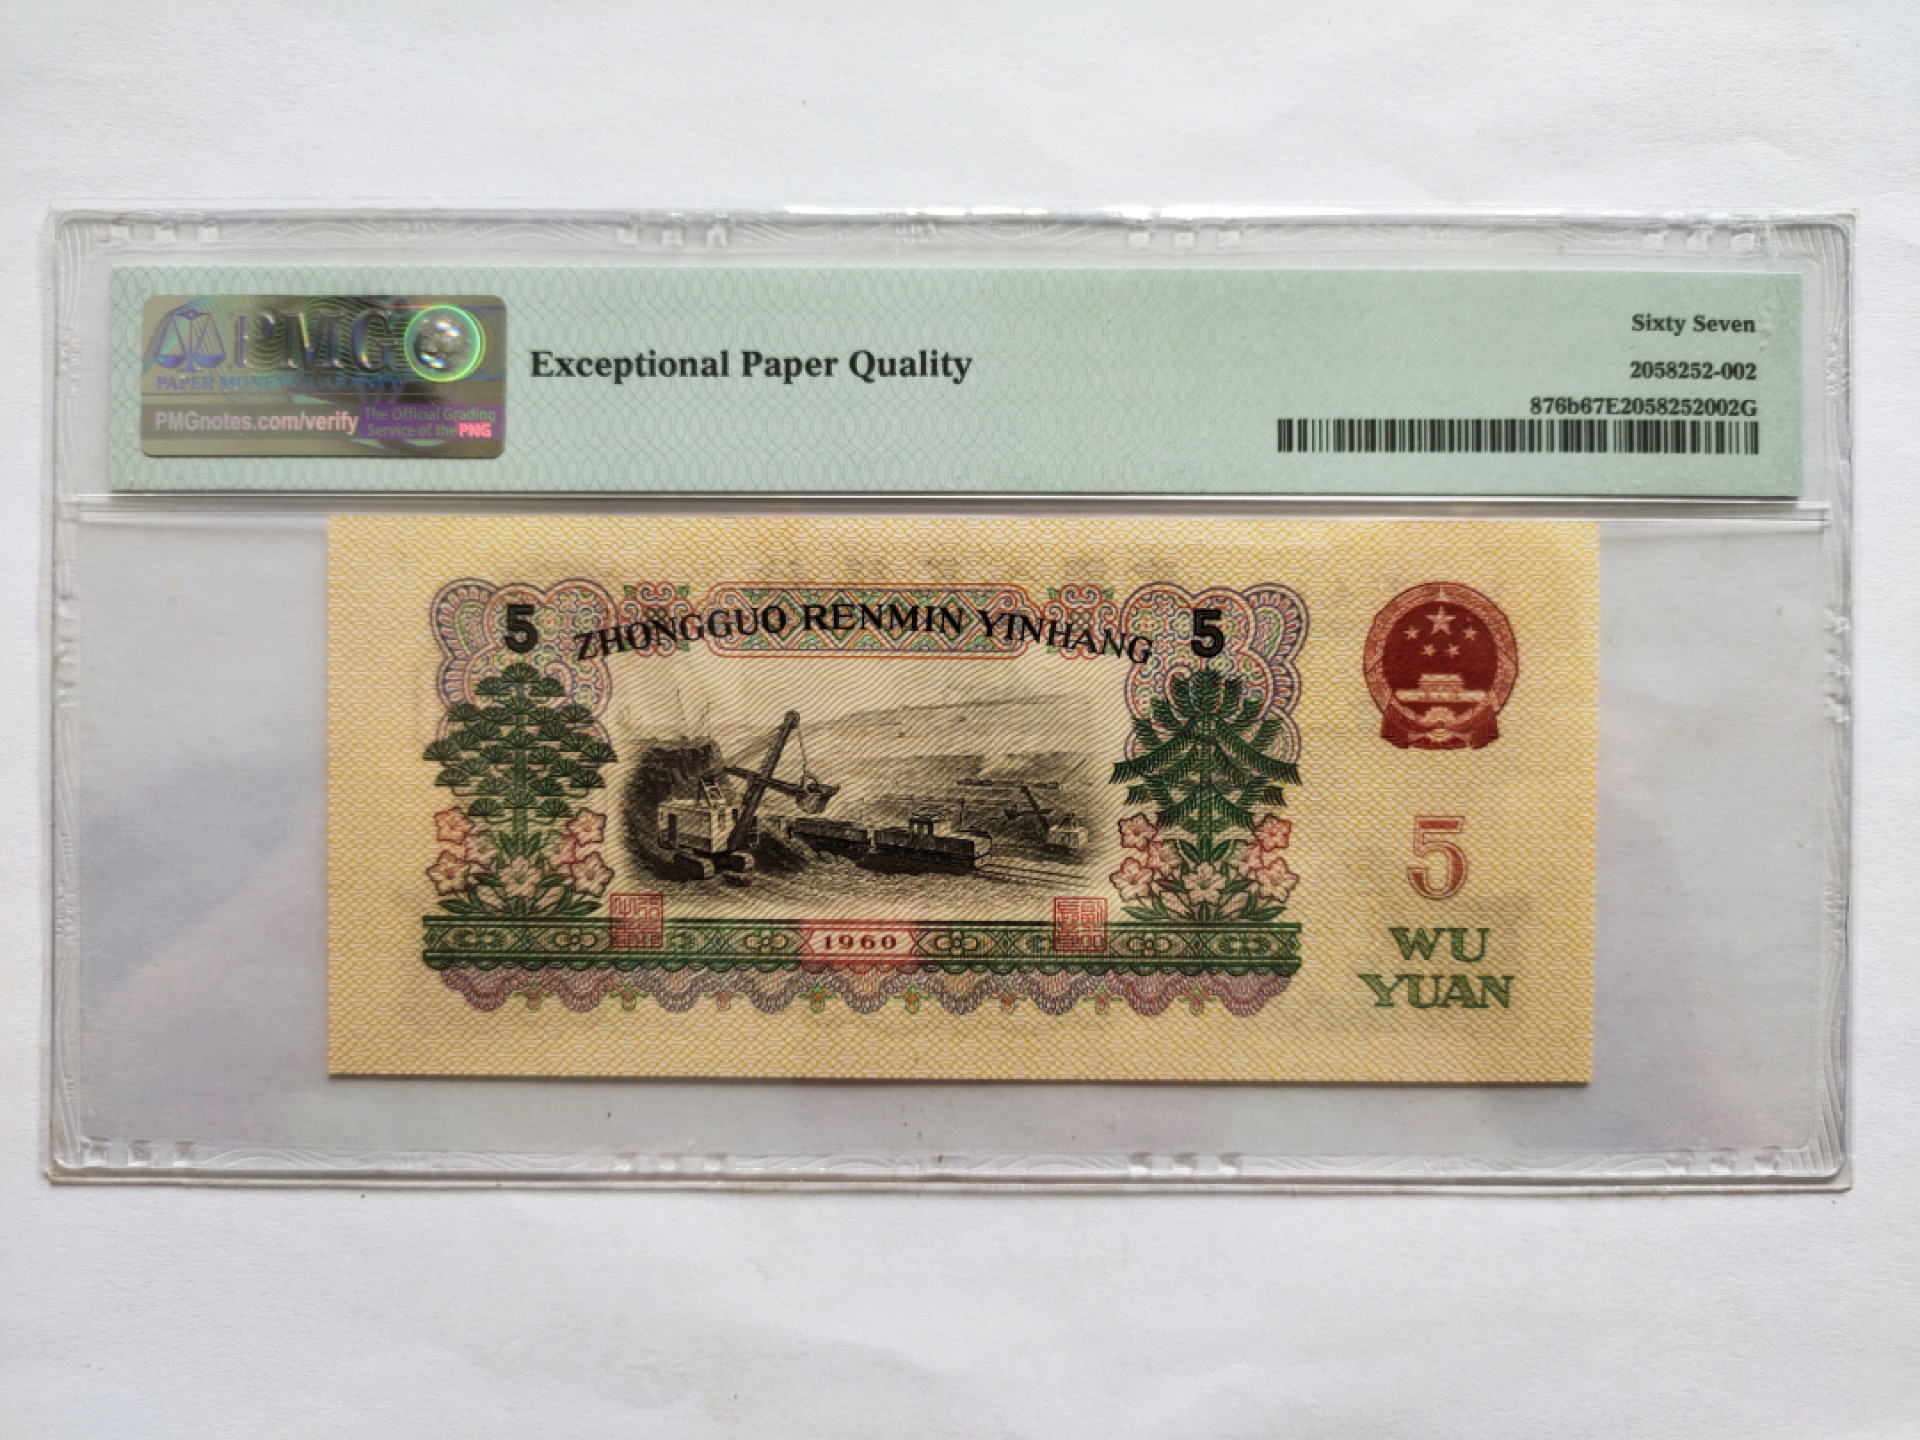 PMG
PAPER MONEY GUARANTY
PMGnotes.com/verify
The Official Grading
Service of the PNG
Exceptional Paper Quality
Sixty Seven
2058252-002
876b67E2058252002G
5 ZHONGGUO RENMIN YINHANG 5
1960
5
WU
YUAN